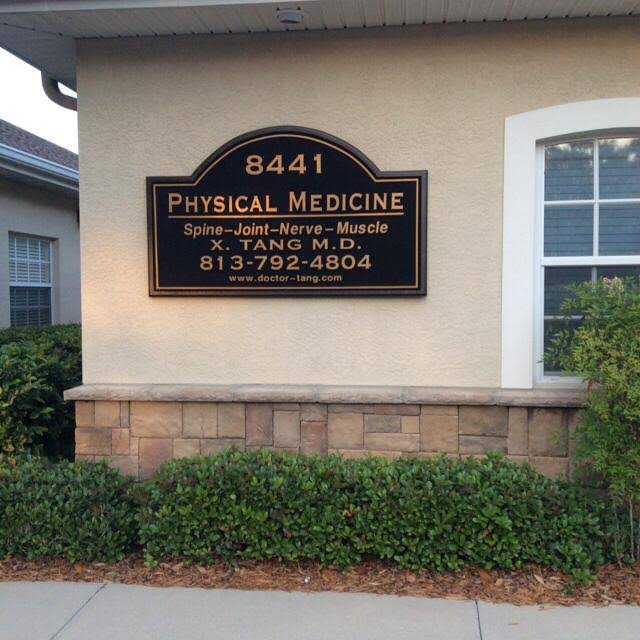 8441
PHYSICAL MEDICINE
Spine-Joint-Nerve-Muscle
X. TANG M.D.
813-792-4804
www.doctor-tang.com